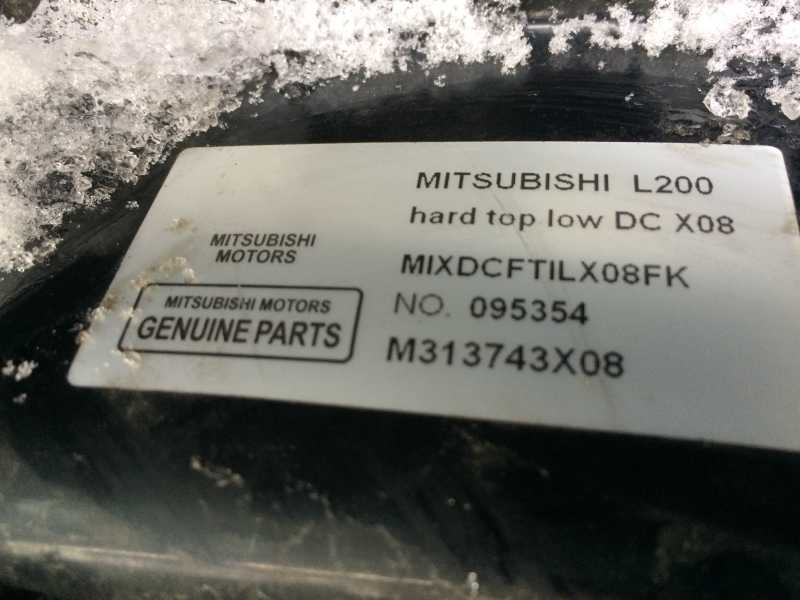 MITSUBISHI L200
hard top low DC X08
MITSUBISHI
MOTORS
MIXDCFTILX08FK
MITSUBISHI MOTORS
GENUINE PARTS
NO. 095354
M313743X08